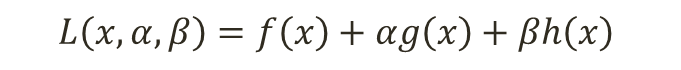 L(x, α, β) = f(x) + αg(x) + βh(x)